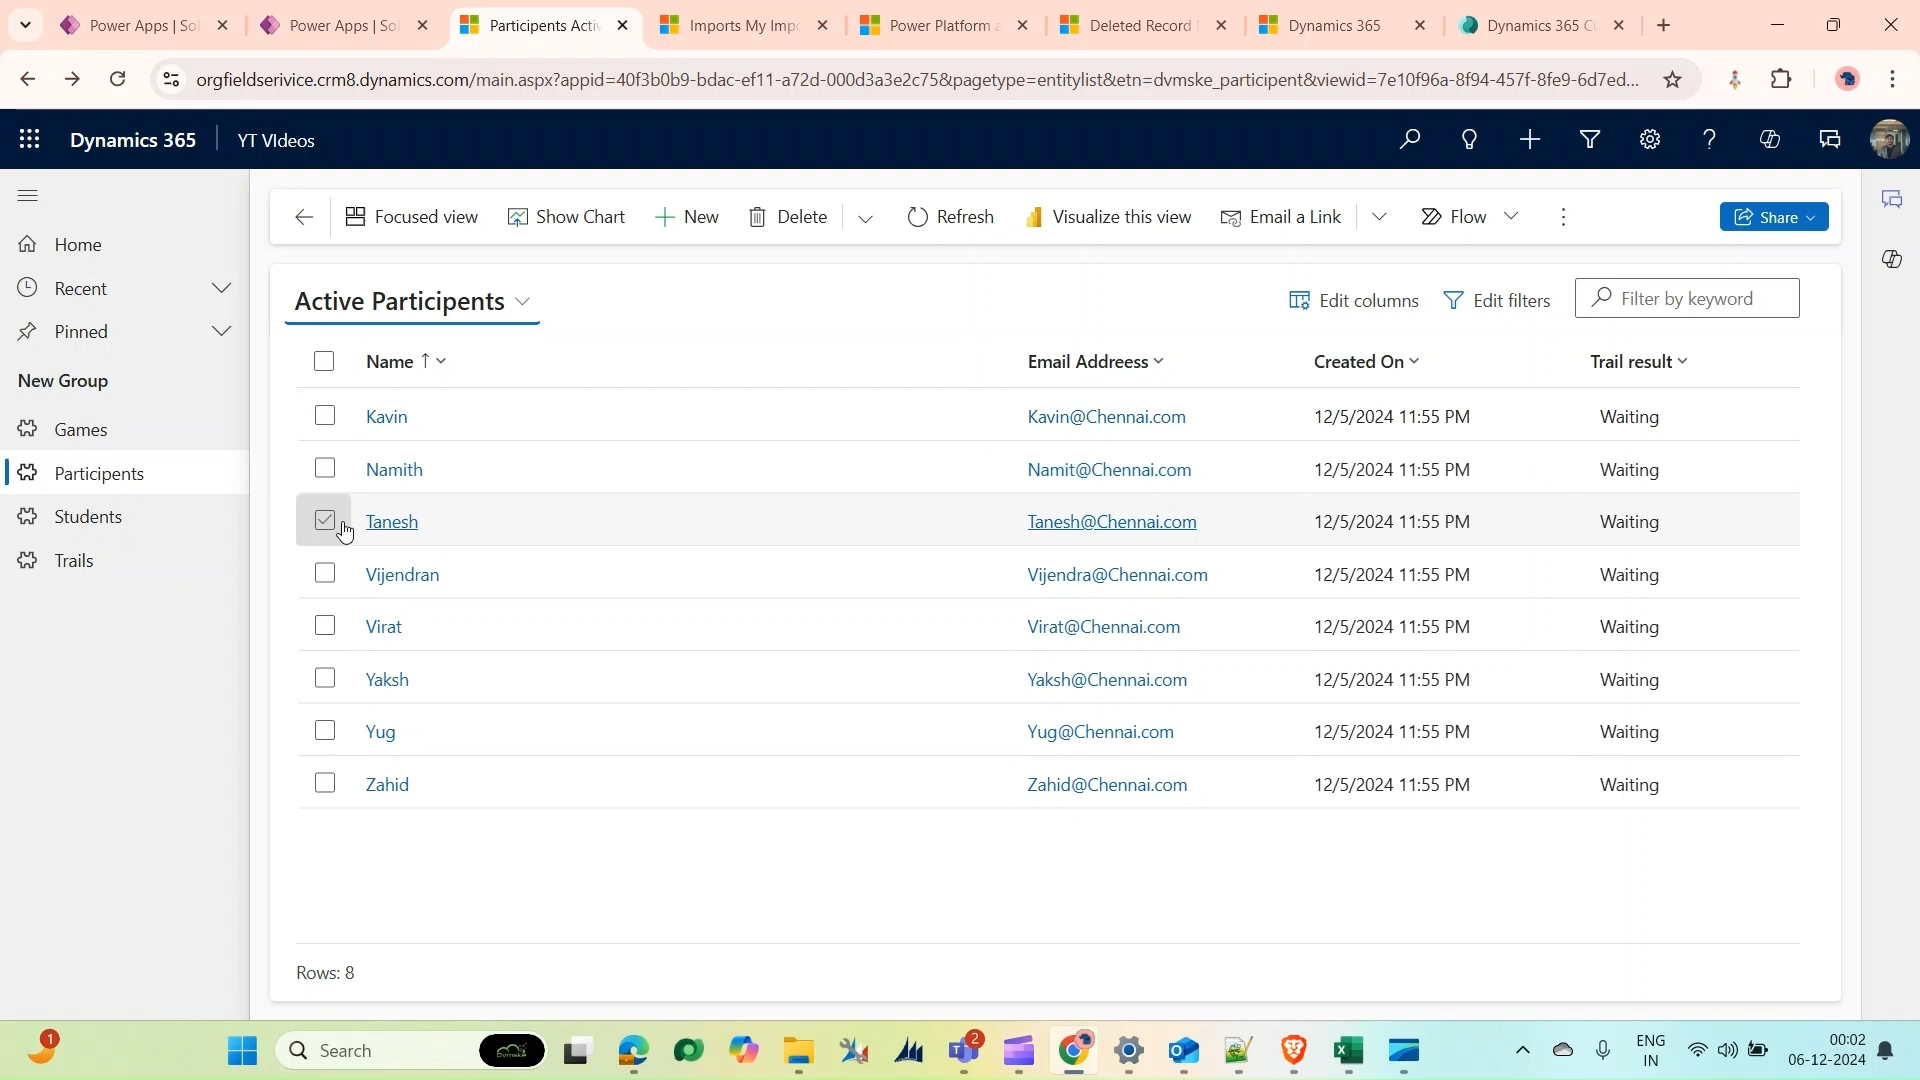 Power Apps | Sol
Power Apps | Sol
Participents Activ
Imports My Imp
Power Platform a
Deleted Record
Dynamics 365
Dynamics 365 C
orgfieldserivice.crm8.dynamics.com/main.aspx?appid=40f3b0b9-bdac-ef11-a72d-000d3a3e2c75&pagetype=entitylist&etn=dvmske_participent&viewid=7e10f96a-8f94-457f-8fe9-6d7ed...
Dynamics 365
YT VIdeos
Focused view
Show Chart
New
Delete
Refresh
Visualize this view
Email a Link
Flow
Share
Home
Recent
Pinned
New Group
Games
Participents
Students
Trails
Active Participents
Edit columns
Edit filters
Filter by keyword
Name Email Addreess Created On Trail result
Kavin Kavin@Chennai.com 12/5/2024 11:55 PM Waiting
Namith Namit@Chennai.com 12/5/2024 11:55 PM Waiting
Tanesh Tanesh@Chennai.com 12/5/2024 11:55 PM Waiting
Vijendran Vijendra@Chennai.com 12/5/2024 11:55 PM Waiting
Virat Virat@Chennai.com 12/5/2024 11:55 PM Waiting
Yaksh Yaksh@Chennai.com 12/5/2024 11:55 PM Waiting
Yug Yug@Chennai.com 12/5/2024 11:55 PM Waiting
Zahid Zahid@Chennai.com 12/5/2024 11:55 PM Waiting
Rows: 8
1
Search
2
ENG
IN
00:02
06-12-2024